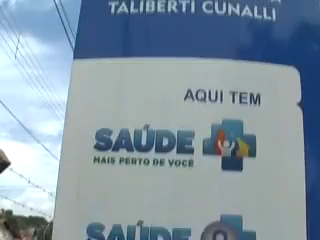 TALIBERTI CUNALLI
AQUI TEM
SAÚDE
MAIS PERTO DE VOCÊ
SAÚDE